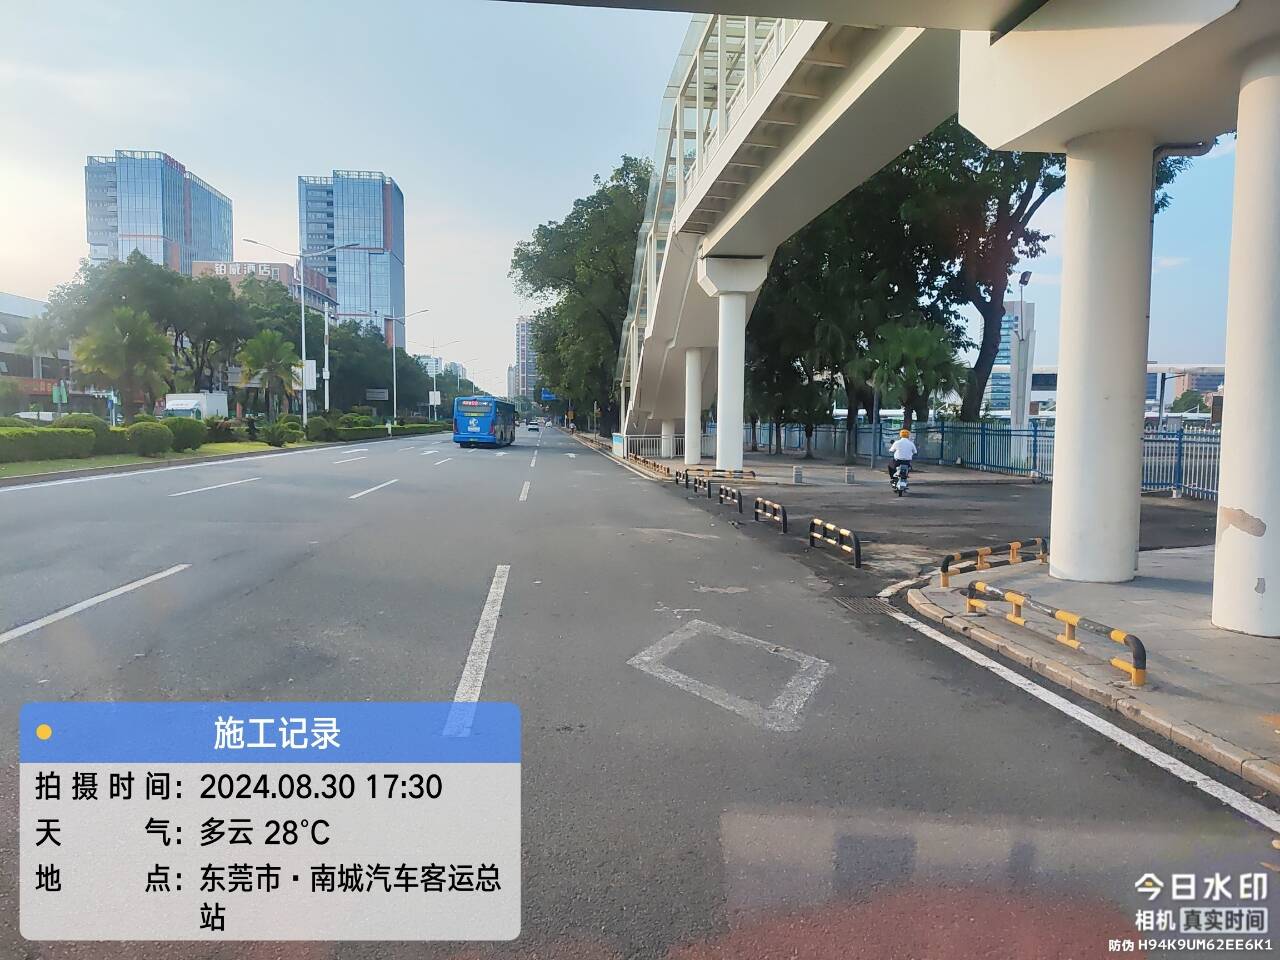 铂威酒店
施工记录
拍摄时间：2024.08.30 17:30
天气：多云 28°C
地点：东莞市·南城汽车客运总
站
今日水印
相机 真实时间
防伪 H94K9UM62EE6K1